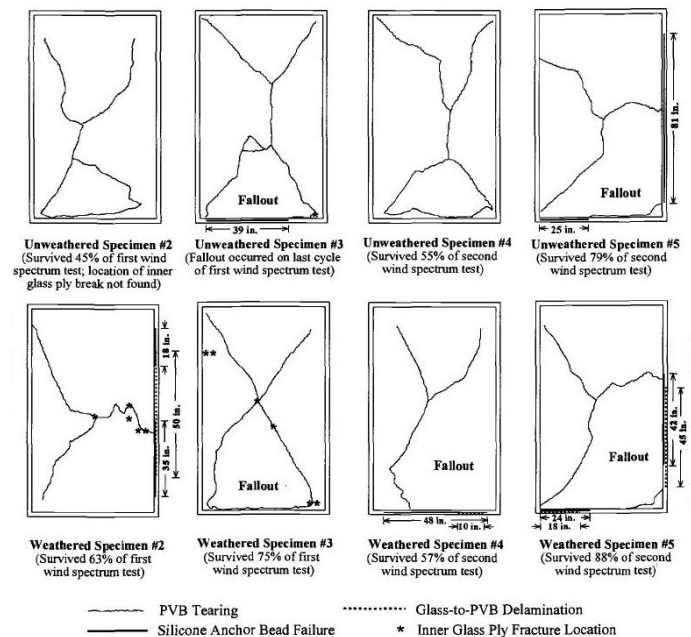 Fallout
Fallout
81 in.
39 in.
25 in.
Unweathered Specimen #2
(Survived 45% of first wind
spectrum test; location of inner
glass ply break not found)
Unweathered Specimen #3
(Fallout occurred on last cycle
of first wind spectrum test)
Unweathered Specimen #4
(Survived 55% of second
wind spectrum test)
Unweathered Specimen #5
(Survived 79% of second
wind spectrum test)
18 in.
50 in.
35 in.
**
*
*
*
**
**
*
*
**
Fallout
Fallout
Fallout
42 in.
45 in.
48 in.
10 in.
24 in.
18 in.
Weathered Specimen #2
(Survived 63% of first
wind spectrum test)
Weathered Specimen #3
(Survived 75% of first
wind spectrum test)
Weathered Specimen #4
(Survived 57% of second
wind spectrum test)
Weathered Specimen #5
(Survived 88% of second
wind spectrum test)
PVB Tearing
Glass-to-PVB Delamination
Silicone Anchor Bead Failure
* Inner Glass Ply Fracture Location